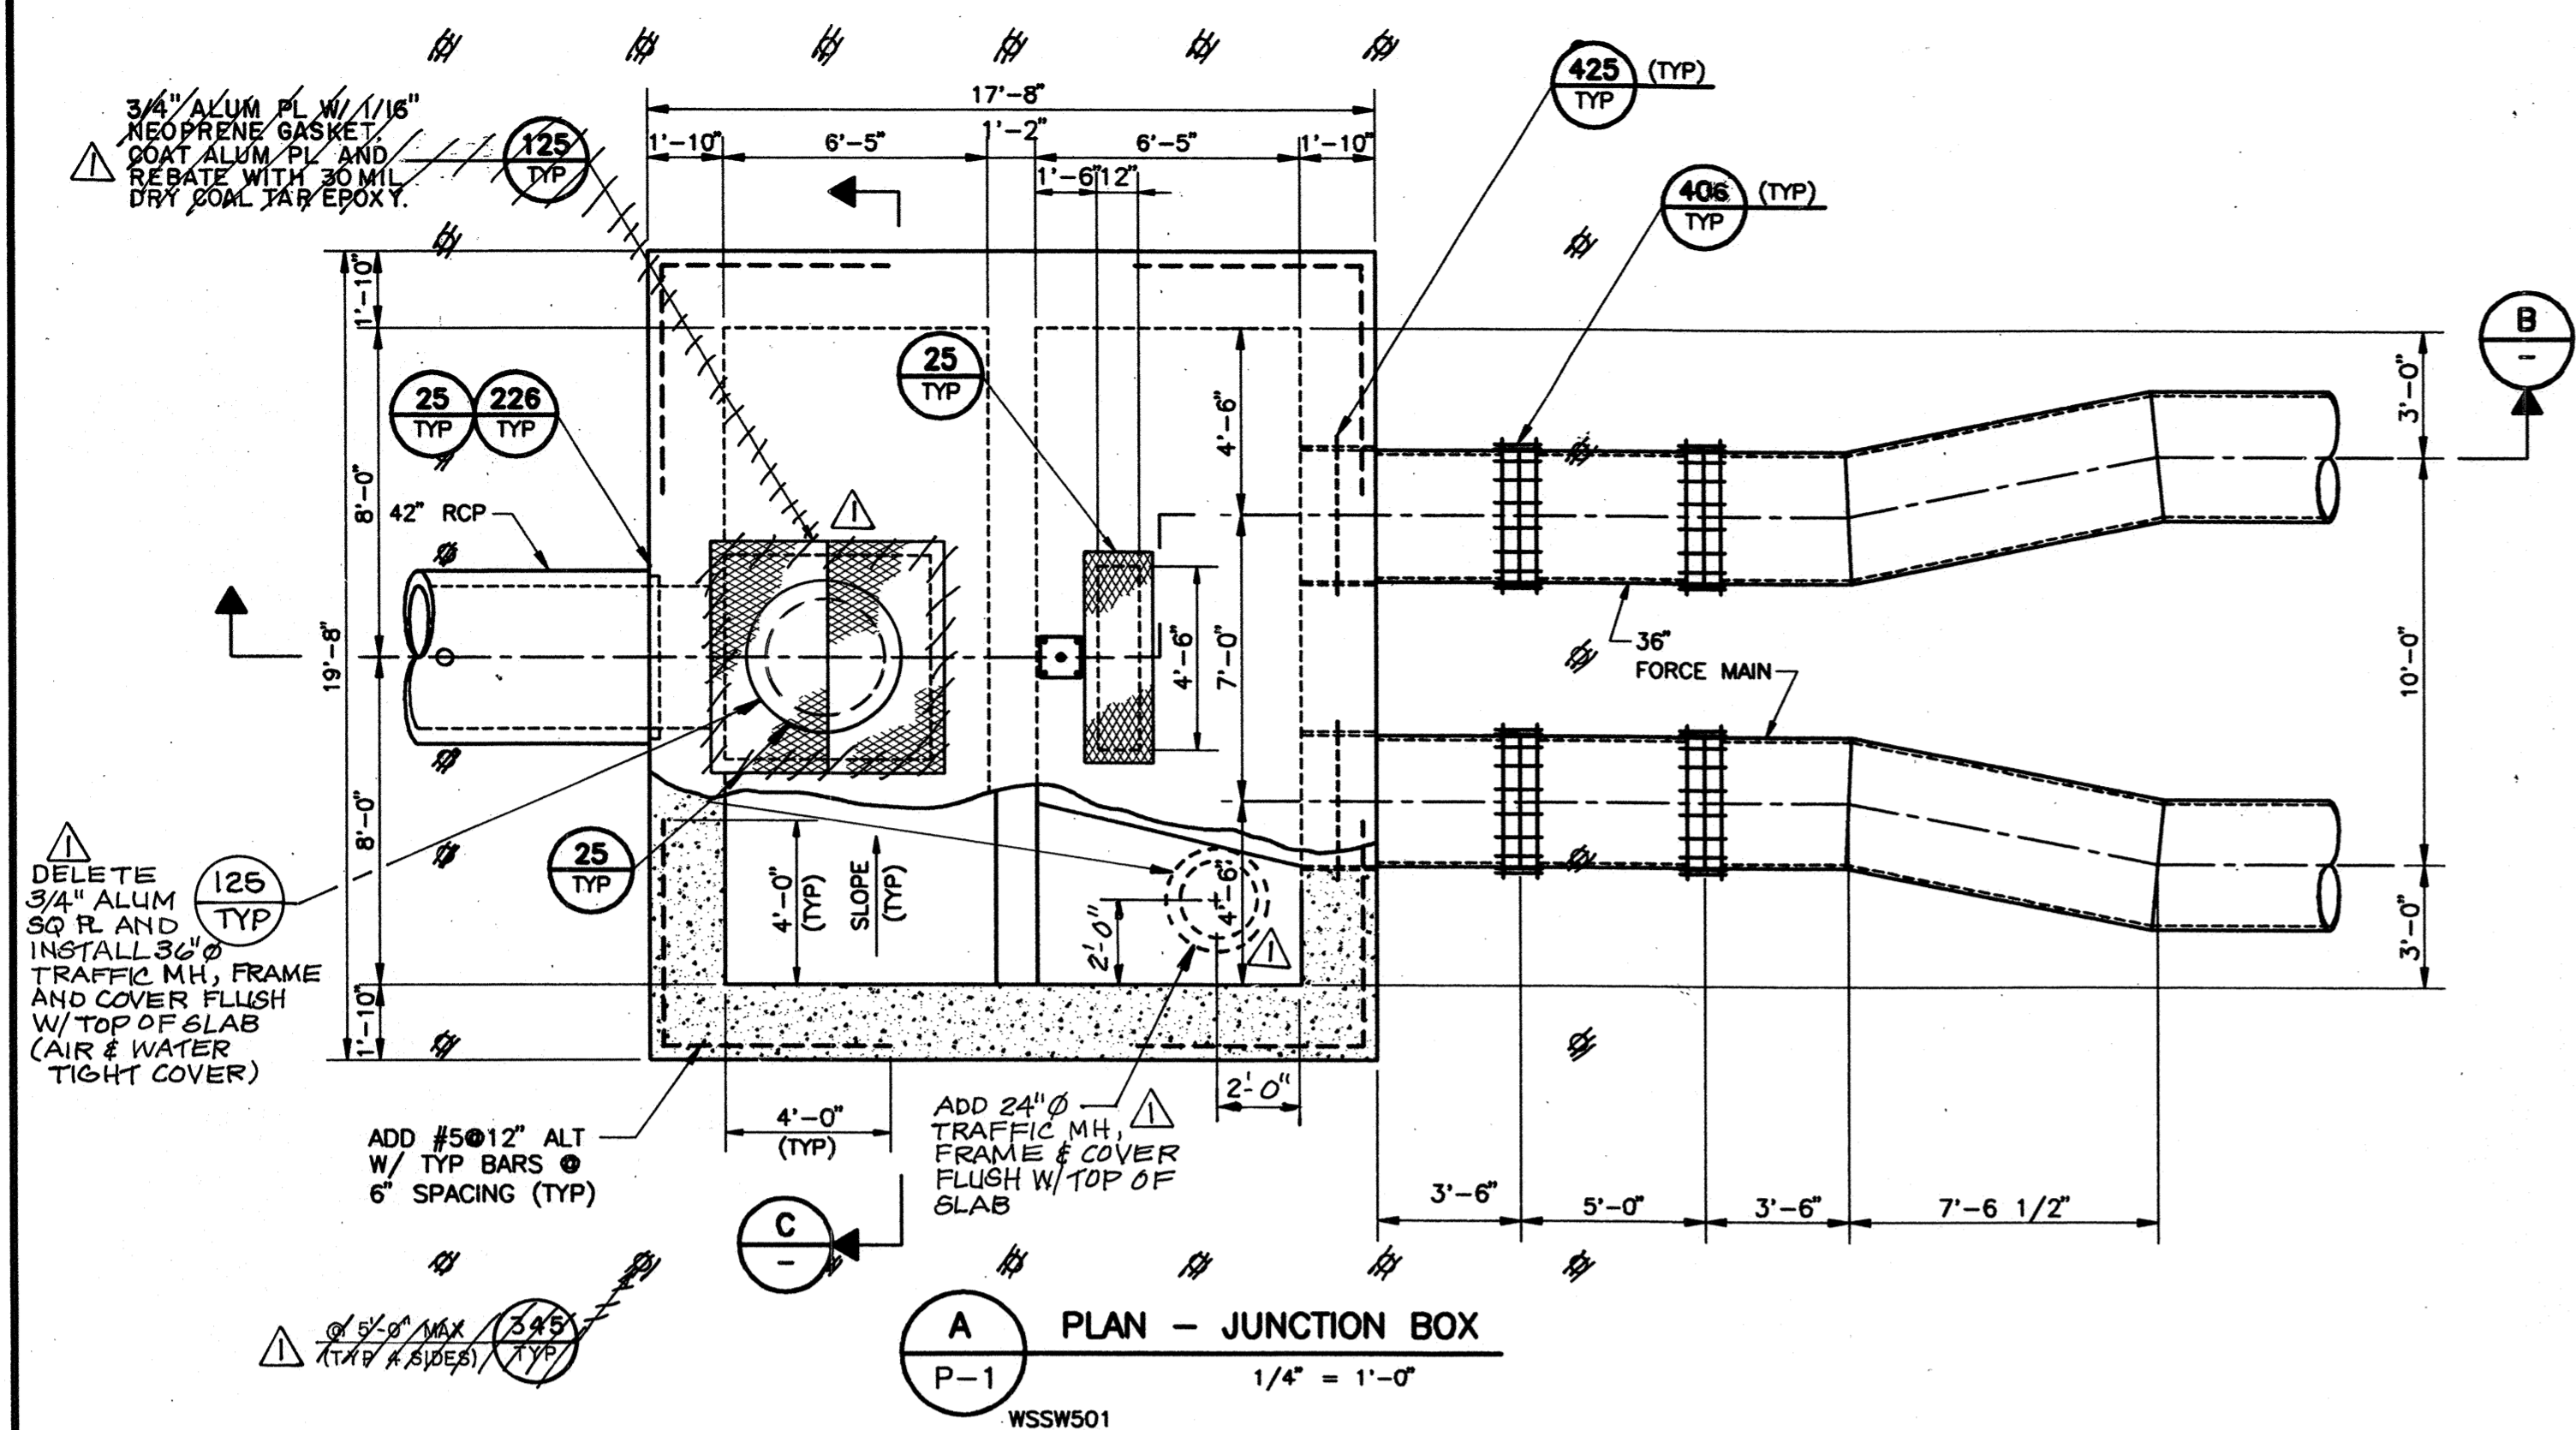 425 (TYP)
TYP
17'-8"
3/4" ALUM PL W/ 1/16"
NEOPRENE GASKET.
COAT ALUM PL AND
REBATE WITH 30 MIL
DRY COAL TAR EPOXY.
1
125
TYP
1'-10"
6'-5"
1'-2"
6'-5"
1'-10"
1'-6"
12"
406 (TYP)
TYP
1'-10"
B
-
25
TYP
3'-0"
25
TYP
226
TYP
4'-6"
8'-0"
42" RCP
1
19'-8"
4'-6"
7'-0"
36"
FORCE MAIN
10'-0"
8'-0"
1
DELETE
3/4" ALUM
SQ PL AND
INSTALL 36"Ø
TRAFFIC MH, FRAME
AND COVER FLUSH
W/ TOP OF SLAB
(AIR & WATER
TIGHT COVER)
125
TYP
25
TYP
4'-0"
(TYP)
SLOPE
(TYP)
4'-6"
2'-0"
1
3'-0"
1'-10"
2'-0"
ADD #5@12" ALT
W/ TYP BARS @
6" SPACING (TYP)
4'-0"
(TYP)
ADD 24"Ø
TRAFFIC MH,
FRAME & COVER
FLUSH W/ TOP OF
SLAB
1
3'-6"
5'-0"
3'-6"
7'-6 1/2"
C
-
1
@ 5'-0" MAX
(TYP 4 SIDES)
345
TYP
A
P-1
PLAN - JUNCTION BOX
1/4" = 1'-0"
WSSW501